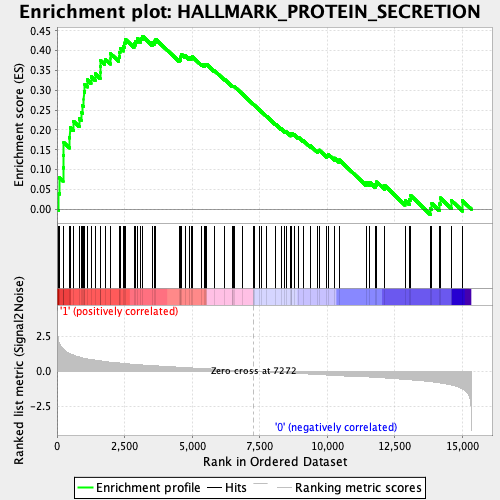 Enrichment plot: HALLMARK_PROTEIN_SECRETION
Enrichment score (ES)
0.45
0.40
0.35
0.30
0.25
0.20
0.15
0.10
0.05
0.00
'1' (positively correlated)
Ranked list metric (Signal2Noise)
2.5
0.0
-2.5
Zero cross at 7272
'0' (negatively correlated)
0
2,500
5,000
7,500
10,000
12,500
15,000
Rank in Ordered Dataset
Enrichment profile
Hits
Ranking metric scores